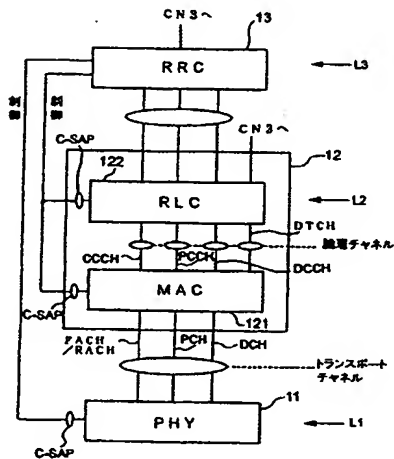 CN3へ
13
RRC
L3
制御
制御
CN3へ
12
C-SAP
122
RLC
L2
DTCH
論理チャネル
CCCH
PCCH
DCCH
MAC
C-SAP
121
FACH
/RACH
PCH
DCH
トランスポート
チャネル
11
PHY
L1
C-SAP